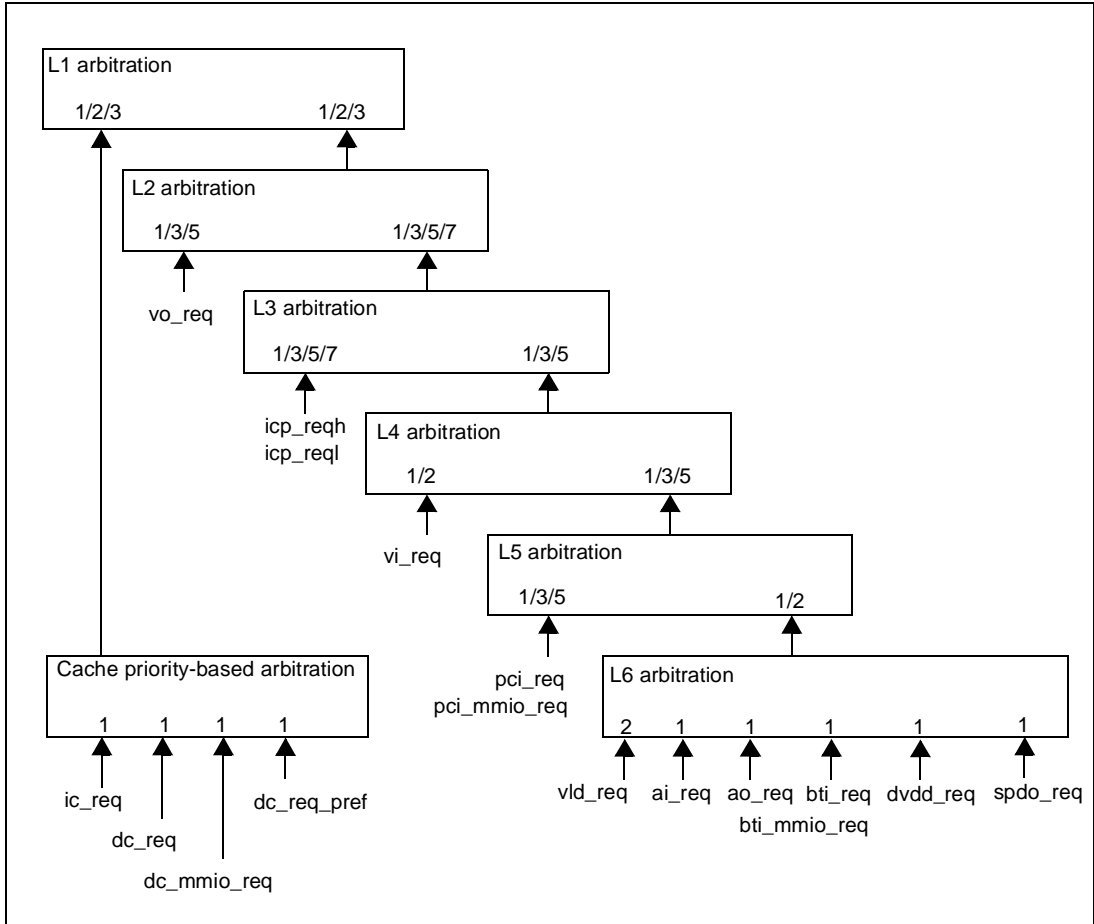 L1 arbitration
1/2/3 1/2/3
L2 arbitration
1/3/5 1/3/5/7
vo_req
L3 arbitration
1/3/5/7 1/3/5
icp_reqh
icp_reql
L4 arbitration
1/2 1/3/5
vi_req
L5 arbitration
1/3/5 1/2
pci_req
pci_mmio_req
Cache priority-based arbitration
1 1 1 1
ic_req
dc_req
dc_mmio_req
dc_req_pref
L6 arbitration
2 1 1 1 1 1
vld_req ai_req ao_req bti_req dvdd_req spdo_req
bti_mmio_req